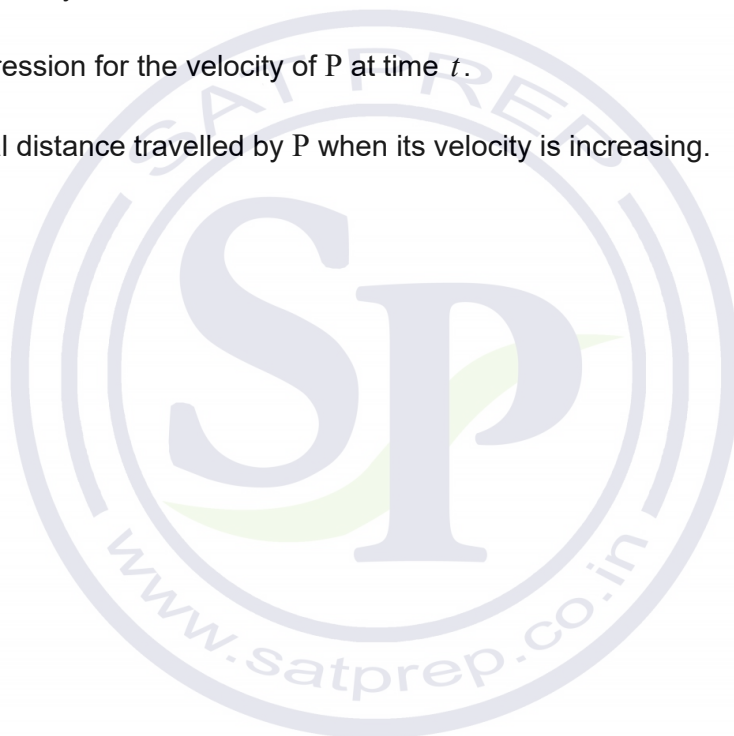 ression for the velocity of P at time t.
l distance travelled by P when its velocity is increasing.
SAT PREP
SP
www.satprep.co.in